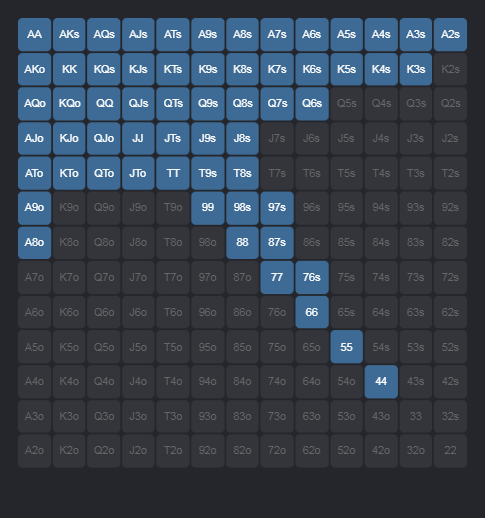 AA AKs AQs AJs ATs A9s A8s A7s A6s A5s A4s A3s A2s
AKo KK KQs KJs KTs K9s K8s K7s K6s K5s K4s K3s K2s
AQo KQo QQ QJs QTs Q9s Q8s Q7s Q6s Q5s Q4s Q3s Q2s
AJo KJo QJo JJ JTs J9s J8s J7s J6s J5s J4s J3s J2s
ATo KTo QTo JTo TT T9s T8s T7s T6s T5s T4s T3s T2s
A9o K9o Q9o J9o T9o 99 98s 97s 96s 95s 94s 93s 92s
A8o K8o Q8o J8o T8o 98o 88 87s 86s 85s 84s 83s 82s
A7o K7o Q7o J7o T7o 97o 87o 77 76s 75s 74s 73s 72s
A6o K6o Q6o J6o T6o 96o 86o 76o 66 65s 64s 63s 62s
A5o K5o Q5o J5o T5o 95o 85o 75o 65o 55 54s 53s 52s
A4o K4o Q4o J4o T4o 94o 84o 74o 64o 54o 44 43s 42s
A3o K3o Q3o J3o T3o 93o 83o 73o 63o 53o 43o 33 32s
A2o K2o Q2o J2o T2o 92o 82o 72o 62o 52o 42o 32o 22